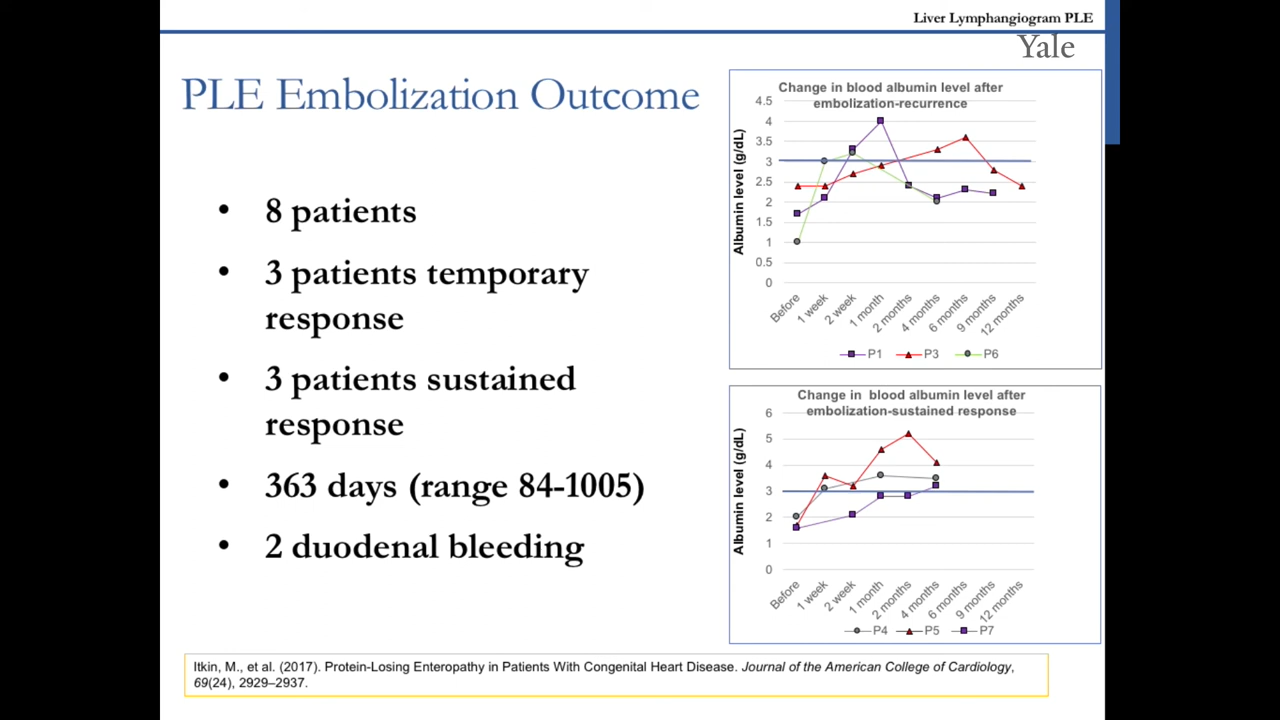 Liver Lymphangiogram PLE
Yale
PLE Embolization Outcome
• 8 patients
• 3 patients temporary
response
• 3 patients sustained
response
• 363 days (range 84-1005)
• 2 duodenal bleeding
Change in blood albumin level after
embolization-recurrence
Albumin level (g/dL)
4.5
4
3.5
3
2.5
2
1.5
1
0.5
0
Before
1 week
2 week
1 month
2 months
4 months
6 months
9 months
12 months
P1 P3 P6
Change in blood albumin level after
embolization-sustained response
Albumin level (g/dL)
6
5
4
3
2
1
0
Before
1 week
2 week
1 month
2 months
4 months
6 months
9 months
12 months
P4 P5 P7
Itkin, M., et al. (2017). Protein-Losing Enteropathy in Patients With Congenital Heart Disease. Journal of the American College of Cardiology,
69(24), 2929–2937.